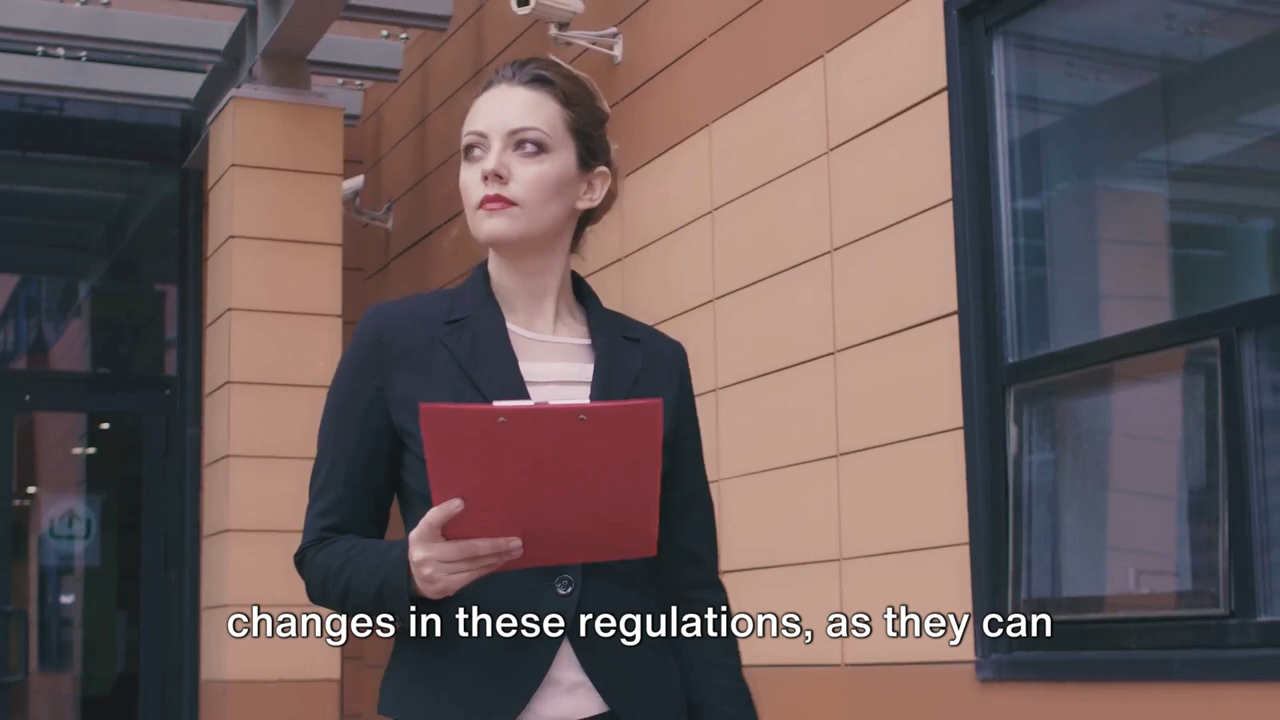 changes in these regulations, as they can